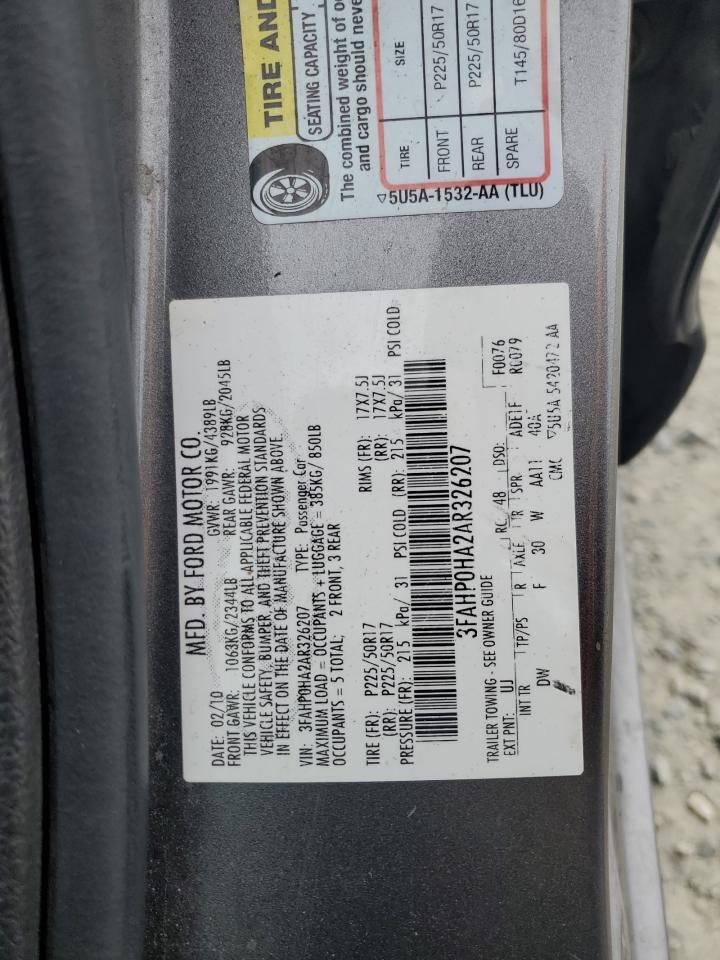 TIRE AND
SEATING CAPACITY
The combined weight of oc
and cargo should neve
TIRE SIZE
FRONT P225/50R17
REAR P225/50R17
SPARE T145/80D16
▽5U5A-1532-AA (TLU)
MFD. BY FORD MOTOR CO.
DATE: 02/10 GVWR: 1991KG/4389LB
FRONT GAWR: 1063KG/2344LB REAR GAWR: 928KG/2045LB
THIS VEHICLE CONFORMS TO ALL APPLICABLE FEDERAL MOTOR
VEHICLE SAFETY, BUMPER, AND THEFT PREVENTION STANDARDS
IN EFFECT ON THE DATE OF MANUFACTURE SHOWN ABOVE.
VIN: 3FAHP0HA2AR326207 TYPE: Passenger Car
MAXIMUM LOAD = OCCUPANTS + LUGGAGE = 385KG/ 850LB
OCCUPANTS = 5 TOTAL; 2 FRONT, 3 REAR
TIRE (FR): P225/50R17 RIMS (FR): 17X7.5J
(RR): P225/50R17 (RR): 17X7.5J
PRESSURE (FR): 215 kPa/ 31 PSI COLD (RR): 215 kPa/ 31 PSI COLD
3FAHP0HA2AR326207
TRAILER TOWING - SEE OWNER GUIDE
EXT PNT: UJ RC: 48 DSO: F0076
INT TR TP/PS R AXLE TR SPR ADE1F RC079
DW F 30 W AA11 40A
CMC ▽5U5A 5420472 AA